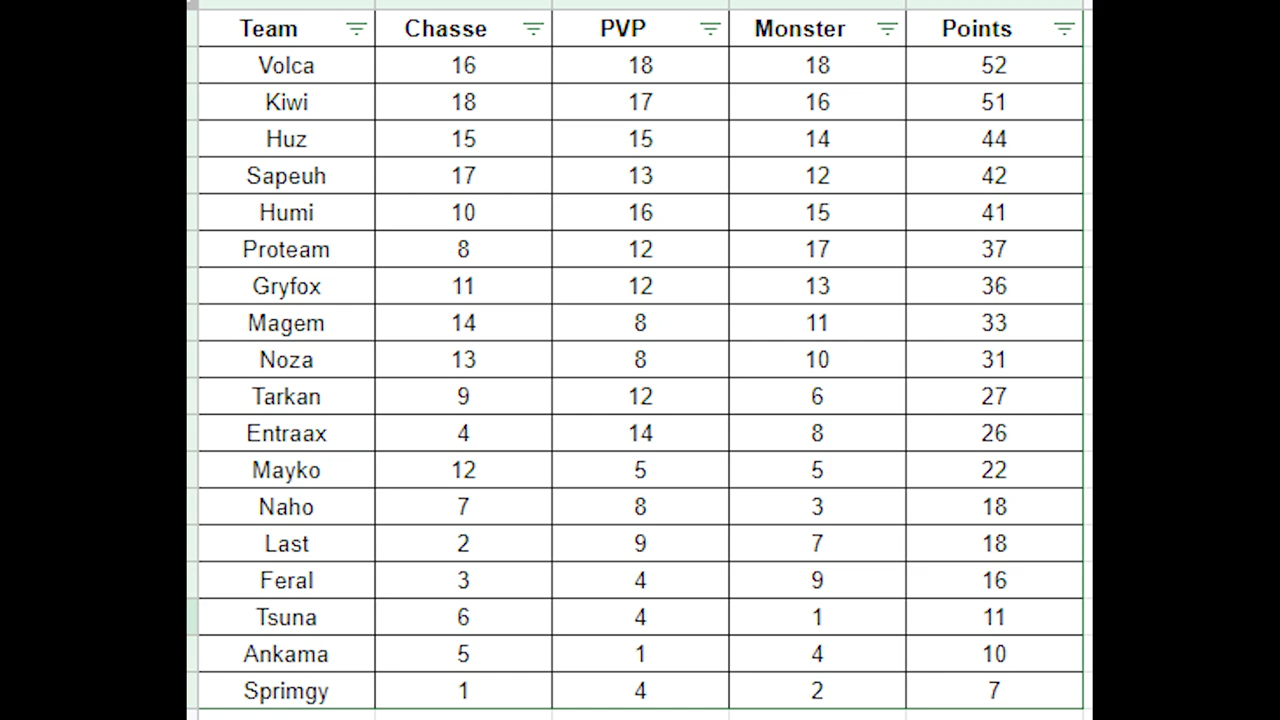 Team Chasse PVP Monster Points
Volca 16 18 18 52
Kiwi 18 17 16 51
Huz 15 15 14 44
Sapeuh 17 13 12 42
Humi 10 16 15 41
Proteam 8 12 17 37
Gryfox 11 12 13 36
Magem 14 8 11 33
Noza 13 8 10 31
Tarkan 9 12 6 27
Entraax 4 14 8 26
Mayko 12 5 5 22
Naho 7 8 3 18
Last 2 9 7 18
Feral 3 4 9 16
Tsuna 6 4 1 11
Ankama 5 1 4 10
Sprimgy 1 4 2 7